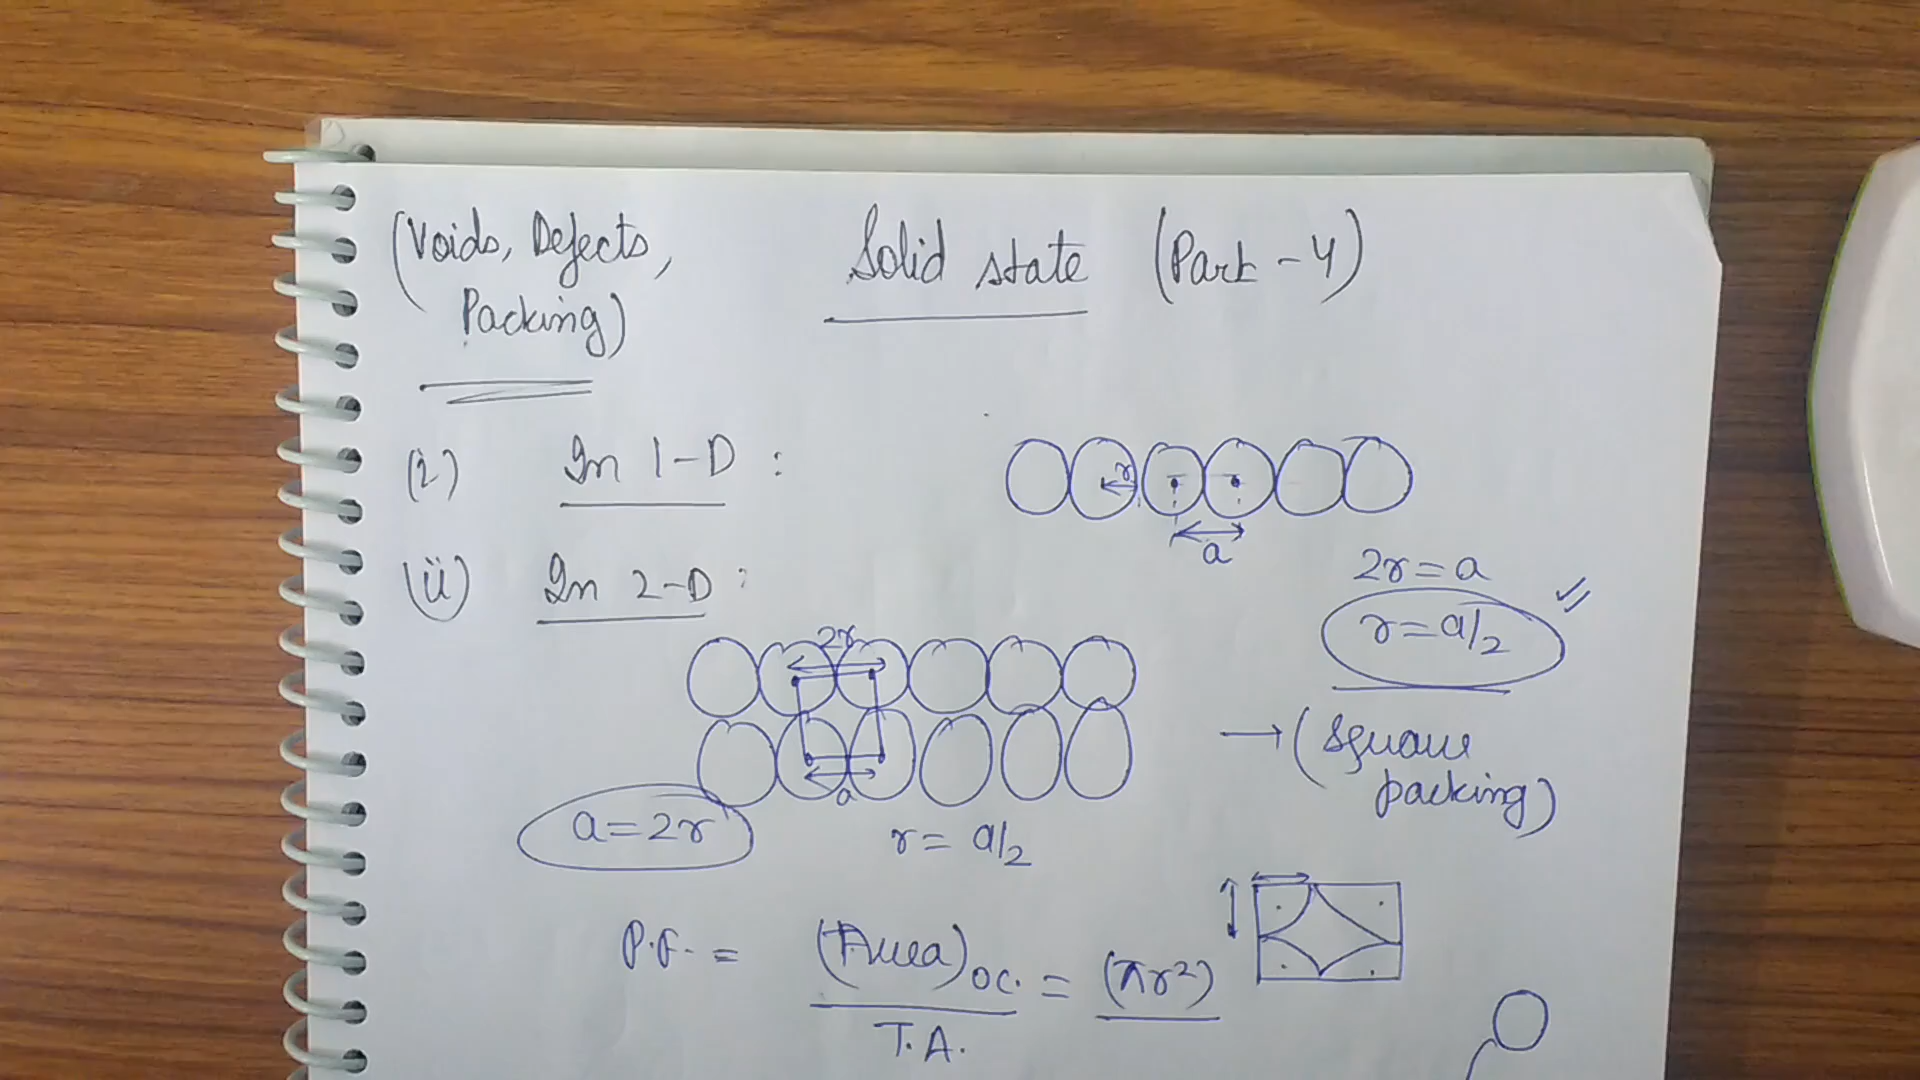 (Voids, Defects,
Packing)
Solid state (Part-4)
(i) In 1-D :
r
a
2r=a
r=a/2
(ii) In 2-D :
2r
a
→ (Square
packing)
a=2r
r= a/2
P.F. = (Area)oc. = (πr²)
T.A.